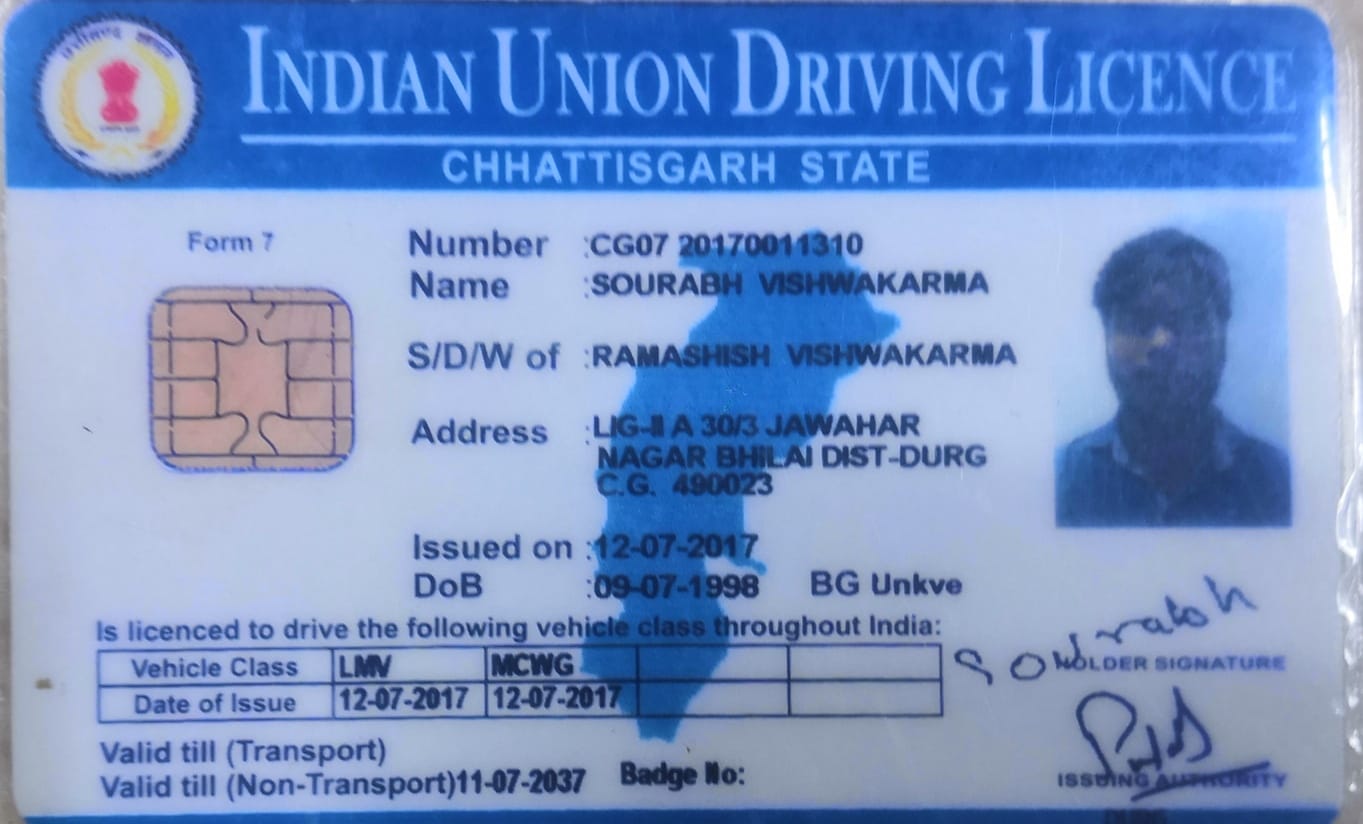 छत्तीसगढ़ शासन
INDIAN UNION DRIVING LICENCE
CHHATTISGARH STATE
Form 7
Number :CG07 20170011310
Name :SOURABH VISHWAKARMA
S/D/W of :RAMASHISH VISHWAKARMA
Address :LIG-II A 30/3 JAWAHAR
NAGAR BHILAI DIST-DURG
C.G. 490023
Issued on :12-07-2017
DoB :09-07-1998 BG Unkve
Is licenced to drive the following vehicle class throughout India:
Vehicle Class LMV MCWG
Date of Issue 12-07-2017 12-07-2017
Sourabh
HOLDER SIGNATURE
Valid till (Transport)
Valid till (Non-Transport)11-07-2037 Badge No:
ISSUING AUTHORITY